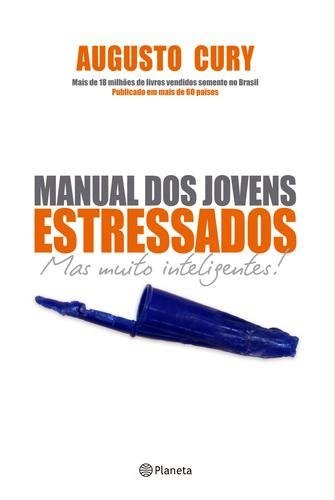 AUGUSTO CURY
Mais de 18 milhões de livros vendidos somente no Brasil
Publicado em mais de 60 países
MANUAL DOS JOVENS
ESTRESSADOS
Mas muito inteligentes!
Planeta